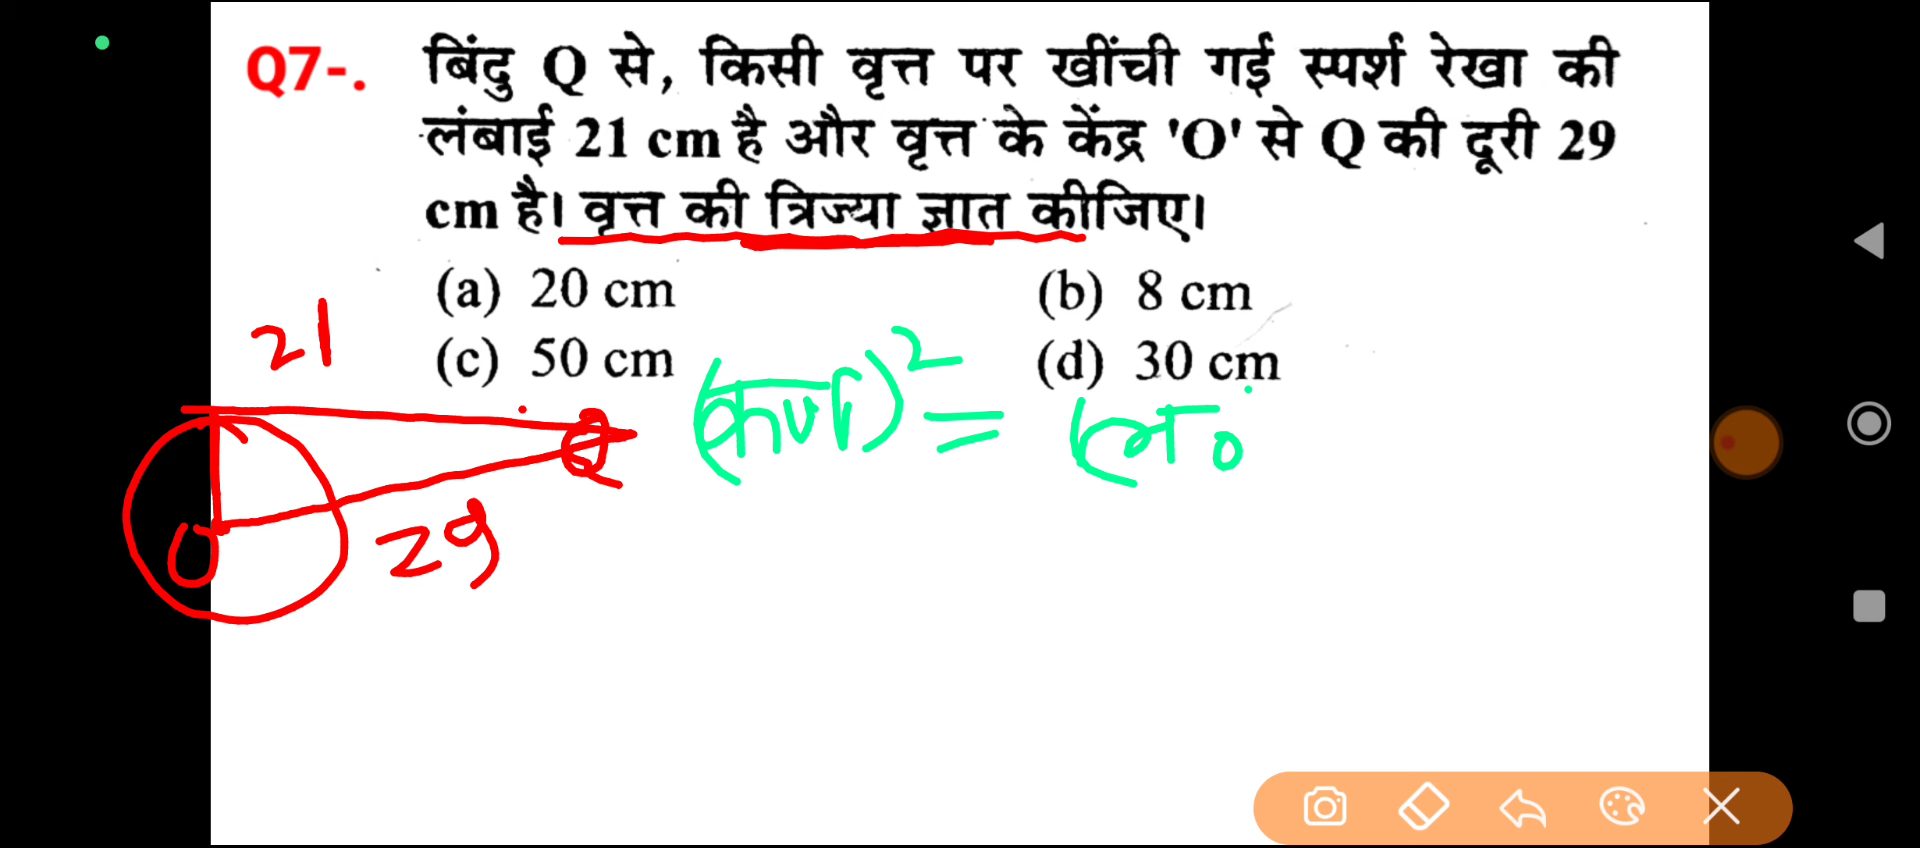 Q7-. बिंदु Q से, किसी वृत्त पर खींची गई स्पर्श रेखा की
लंबाई 21 cm है और वृत्त के केंद्र 'O' से Q की दूरी 29
cm है। वृत्त की त्रिज्या ज्ञात कीजिए।
(a) 20 cm (b) 8 cm
(c) 50 cm (d) 30 cm
21
(कर्ण)² = (ल०
Q
O
29